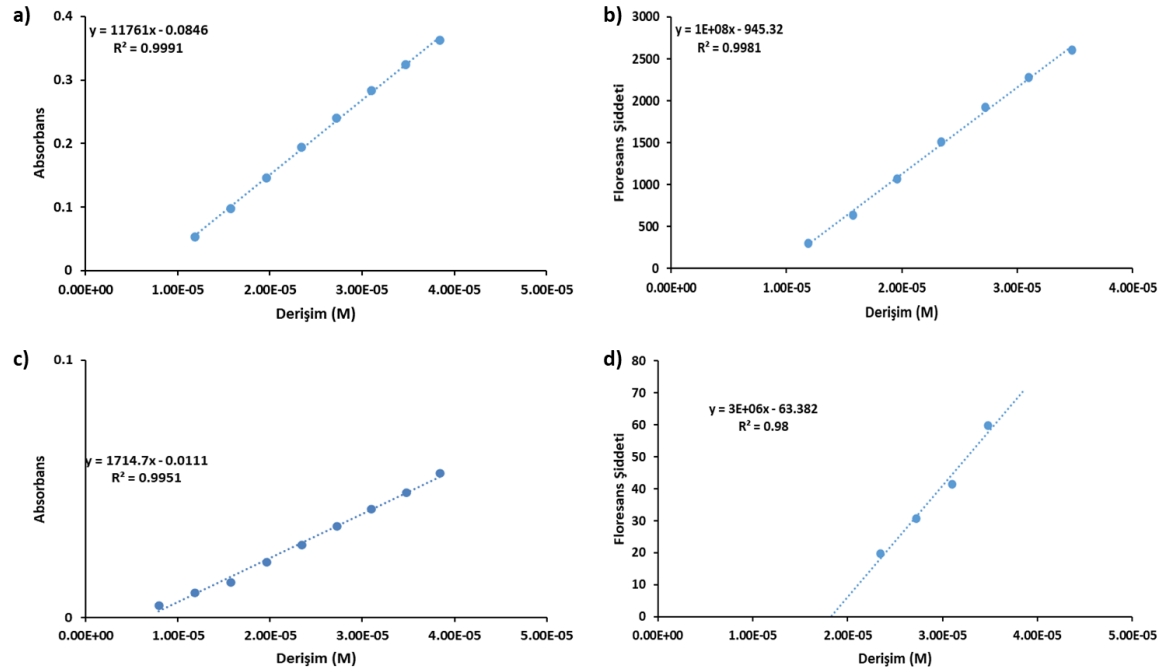 a)
y = 11761x - 0.0846
R² = 0.9991
0.4
0.3
0.2
0.1
0
Absorbans
0.00E+00 1.00E-05 2.00E-05 3.00E-05 4.00E-05 5.00E-05
Derişim (M)
b)
y = 1E+08x - 945.32
R² = 0.9981
3000
2500
2000
1500
1000
500
0
Floresans Şiddeti
0.00E+00 1.00E-05 2.00E-05 3.00E-05 4.00E-05
Derişim (M)
c)
0.1
y = 1714.7x - 0.0111
R² = 0.9951
0
Absorbans
0.00E+00 1.00E-05 2.00E-05 3.00E-05 4.00E-05 5.00E-05
Derişim (M)
d)
y = 3E+06x - 63.382
R² = 0.98
80
70
60
50
40
30
20
10
0
Floresans Şiddeti
0.00E+00 1.00E-05 2.00E-05 3.00E-05 4.00E-05 5.00E-05
Derişim (M)